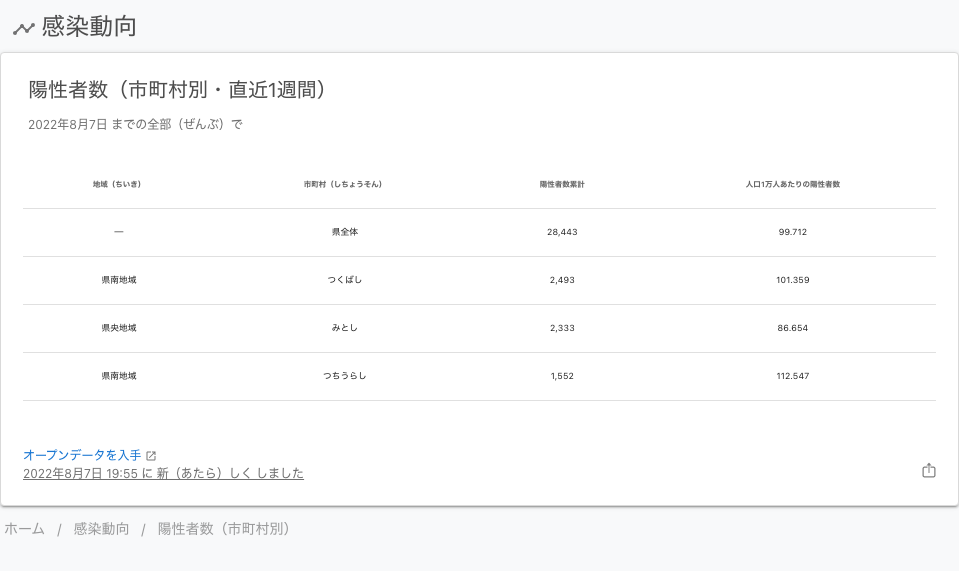 感染動向
陽性者数（市町村別・直近1週間）
2022年8月7日 までの全部（ぜんぶ）で
地域（ちいき） 市町村（しちょうそん） 陽性者数累計 人口1万人あたりの陽性者数
― 県全体 28,443 99.712
県南地域 つくばし 2,493 101.359
県央地域 みとし 2,333 86.654
県南地域 つちうらし 1,552 112.547
オープンデータを入手
2022年8月7日 19:55 に 新（あたら）しく しました
ホーム / 感染動向 / 陽性者数（市町村別）